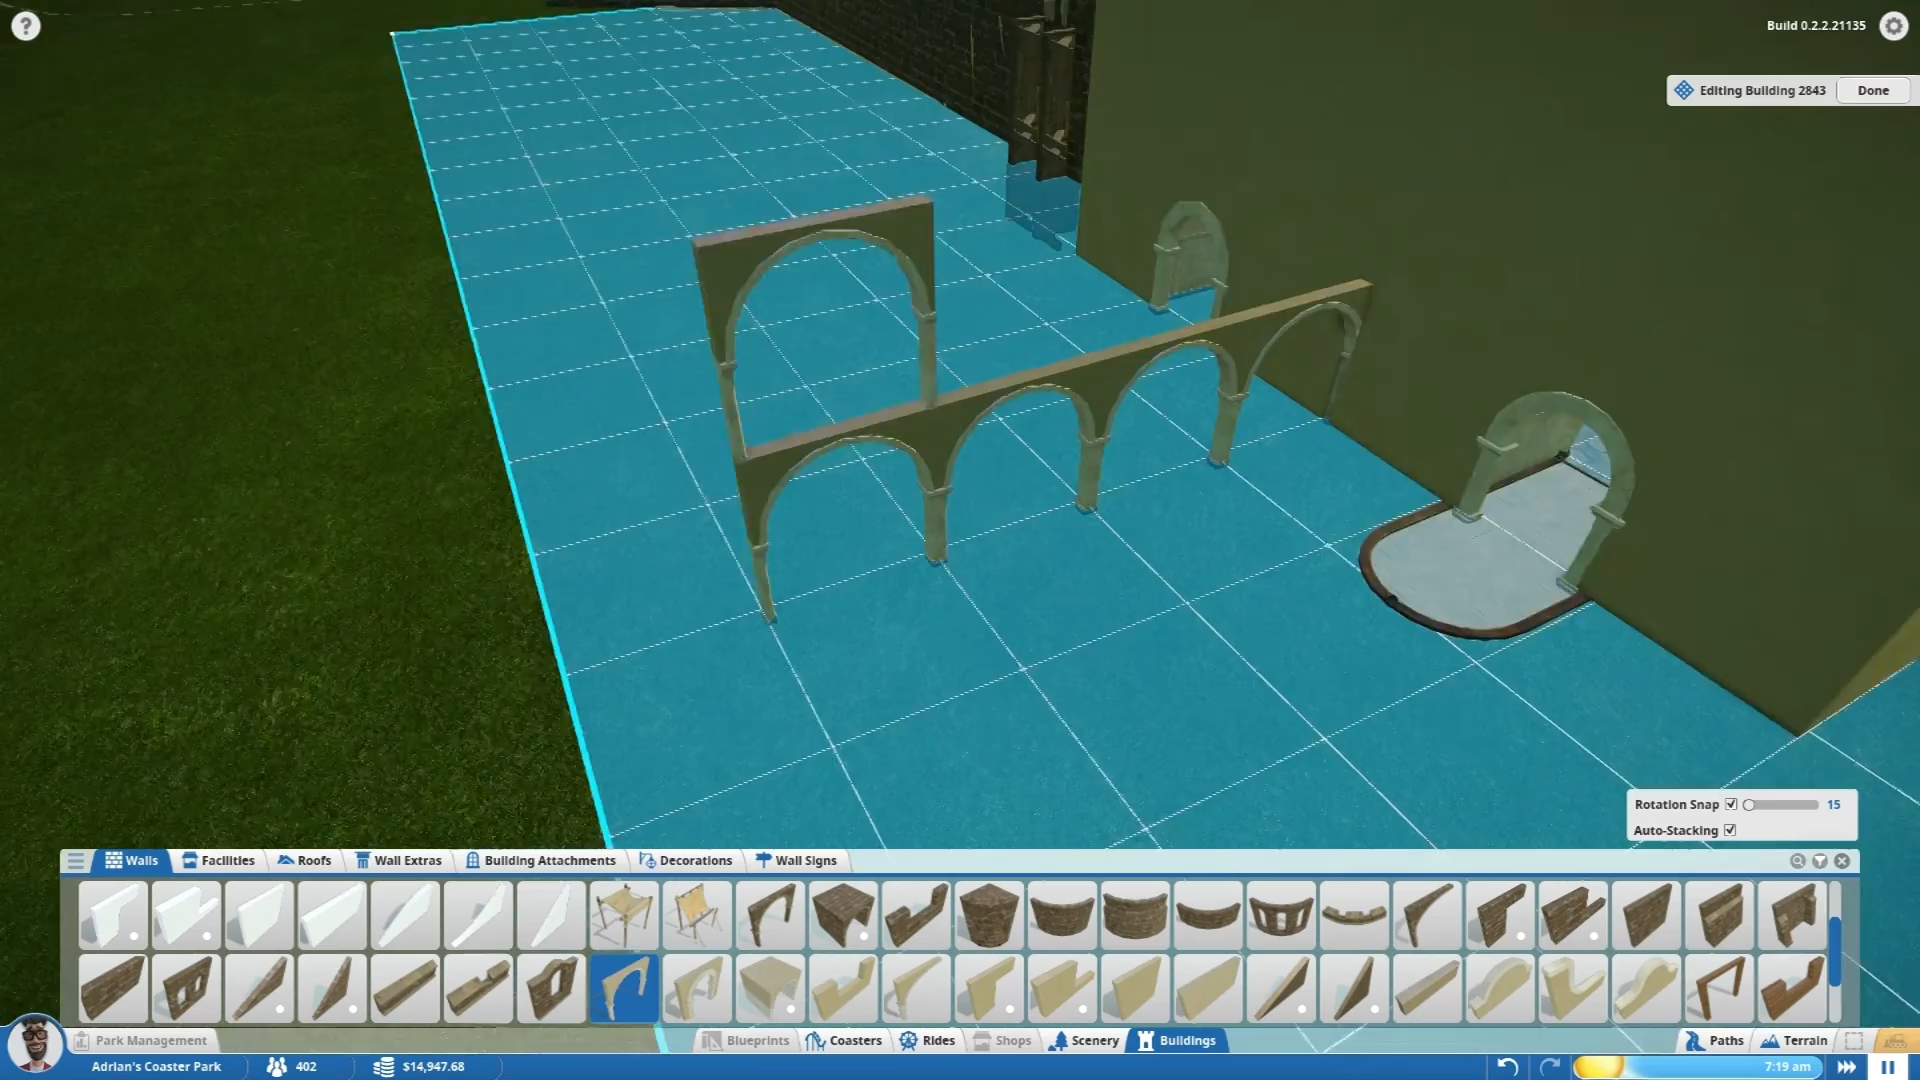 ?
Build 0.2.2.21135
Editing Building 2843 Done
Rotation Snap 15
Auto-Stacking
Walls Facilities Roofs Wall Extras Building Attachments Decorations Wall Signs
Park Management Blueprints Coasters Rides Shops Scenery Buildings Paths Terrain
Adrian's Coaster Park 402 $14,947.68 7:19 am